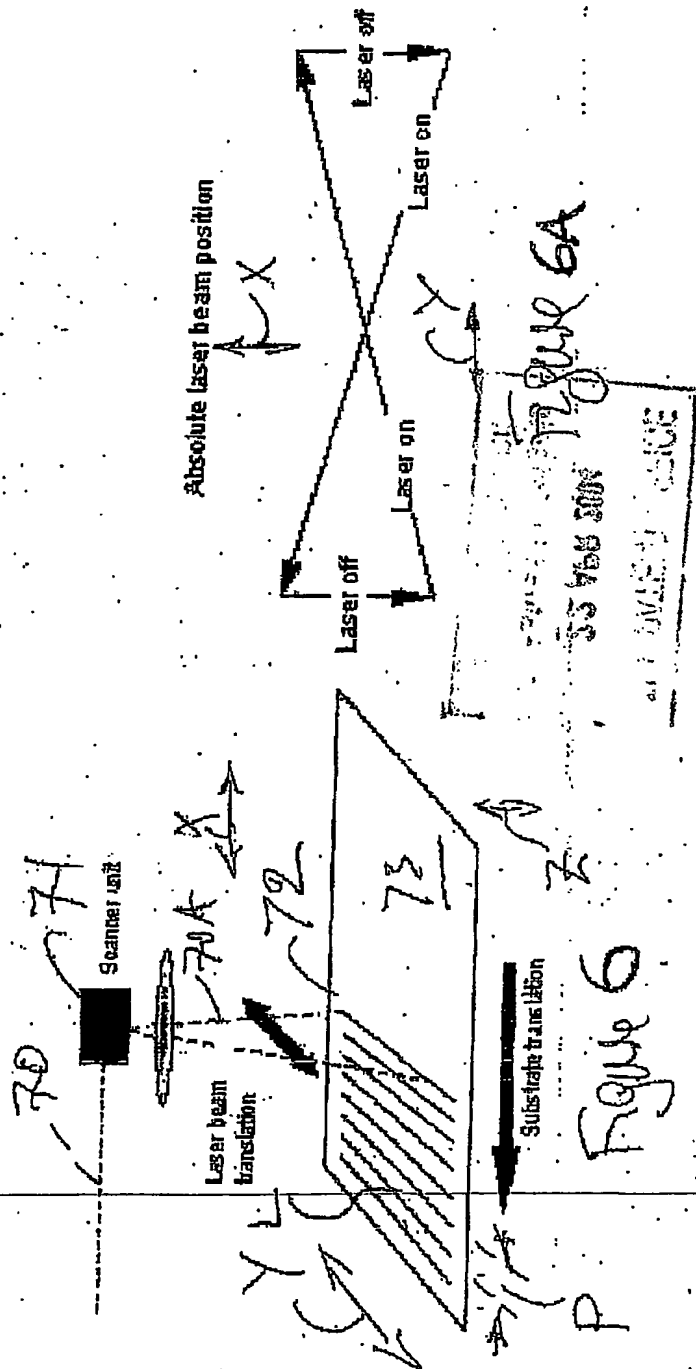 70
71
Scanner unit
70A
X
Laser beam
translation
72
73
Y
L
Z
P
Substrate translation
Figure 6
Absolute laser beam position
X
Laser off
Laser on
Laser on
Laser off
Y
Figure 6A